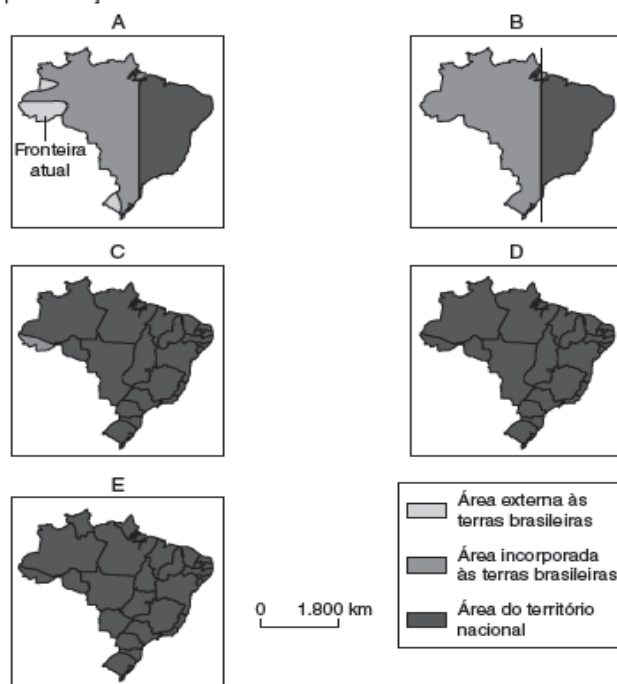 A
B
Fronteira
atual
C
D
E
0 1.800 km
Área externa às
terras brasileiras
Área incorporada
às terras brasileiras
Área do território
nacional